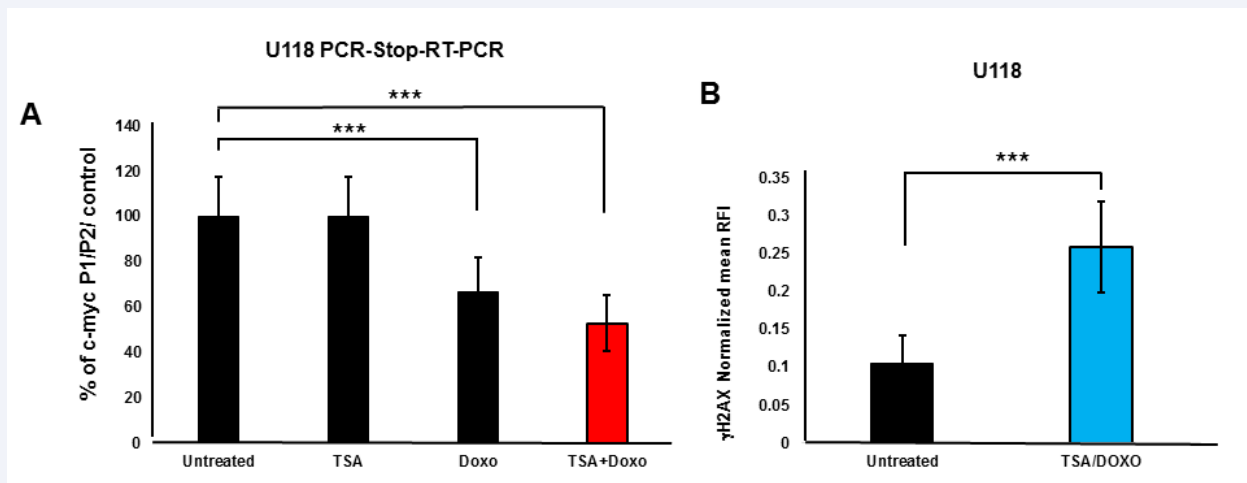 U118 PCR-Stop-RT-PCR
A
% of c-myc P1/P2/ control
140
120
100
80
60
40
20
0
***
***
Untreated TSA Doxo TSA+Doxo
U118
B
γH2AX Normalized mean RFI
0.35
0.3
0.25
0.2
0.15
0.1
0.05
0
***
Untreated TSA/DOXO